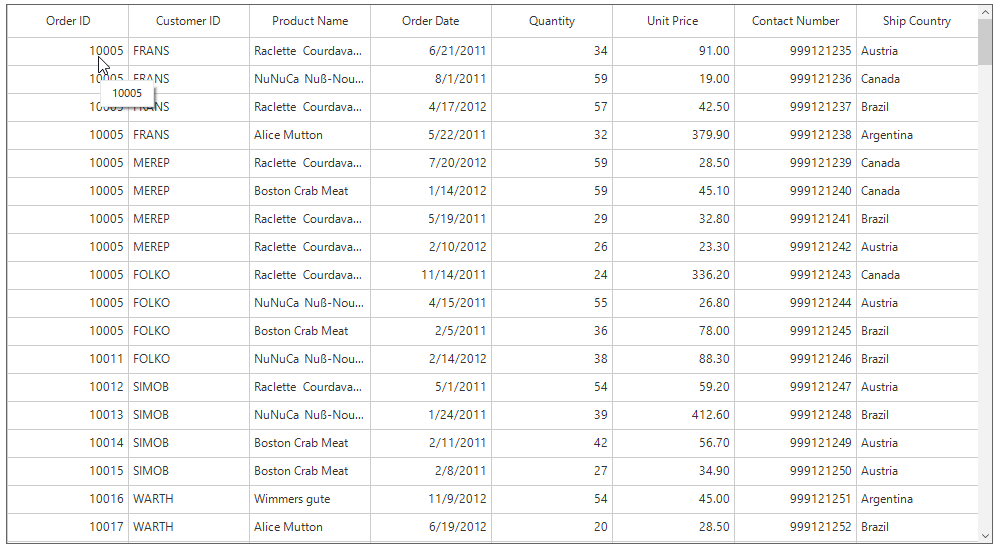 Order ID Customer ID Product Name Order Date Quantity Unit Price Contact Number Ship Country
10005 FRANS Raclette Courdava... 6/21/2011 34 91.00 999121235 Austria
10005 FRANS NuNuCa Nuß-Nou... 8/1/2011 59 19.00 999121236 Canada
10005
10005 FRANS Raclette Courdava... 4/17/2012 57 42.50 999121237 Brazil
10005 FRANS Alice Mutton 5/22/2011 32 379.90 999121238 Argentina
10005 MEREP Raclette Courdava... 7/20/2012 59 28.50 999121239 Canada
10005 MEREP Boston Crab Meat 1/14/2012 59 45.10 999121240 Canada
10005 MEREP Raclette Courdava... 5/19/2011 29 32.80 999121241 Brazil
10005 MEREP Raclette Courdava... 2/10/2012 26 23.30 999121242 Austria
10005 FOLKO Raclette Courdava... 11/14/2011 24 336.20 999121243 Canada
10005 FOLKO NuNuCa Nuß-Nou... 4/15/2011 55 26.80 999121244 Austria
10005 FOLKO Boston Crab Meat 2/5/2011 36 78.00 999121245 Brazil
10011 FOLKO NuNuCa Nuß-Nou... 2/14/2012 38 88.30 999121246 Brazil
10012 SIMOB Raclette Courdava... 5/1/2011 54 59.20 999121247 Austria
10013 SIMOB NuNuCa Nuß-Nou... 1/24/2011 39 412.60 999121248 Brazil
10014 SIMOB Boston Crab Meat 2/11/2011 42 56.70 999121249 Austria
10015 SIMOB Boston Crab Meat 2/8/2011 27 34.90 999121250 Austria
10016 WARTH Wimmers gute 11/9/2012 54 45.00 999121251 Argentina
10017 WARTH Alice Mutton 6/19/2012 20 28.50 999121252 Brazil